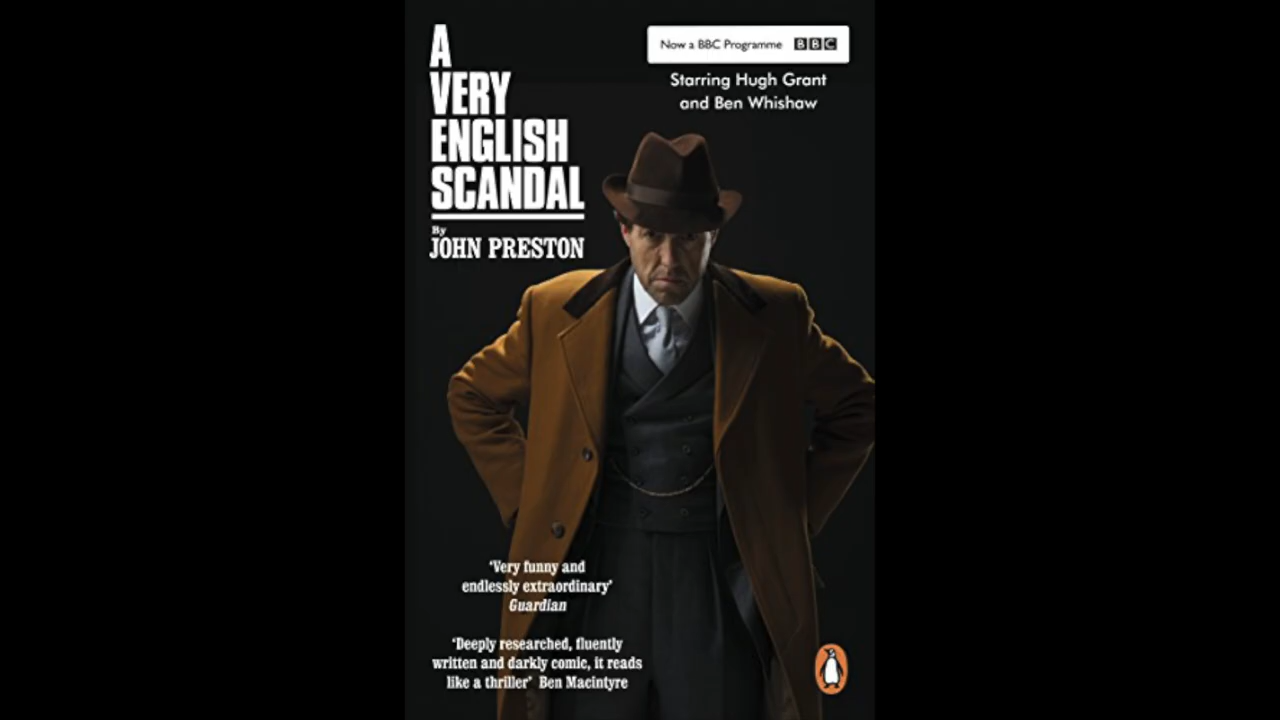 A
VERY
ENGLISH
SCANDAL
By
JOHN PRESTON
Now a BBC Programme BBC
Starring Hugh Grant
and Ben Whishaw
'Very funny and
endlessly extraordinary'
Guardian
'Deeply researched, fluently
written and darkly comic, it reads
like a thriller' Ben Macintyre